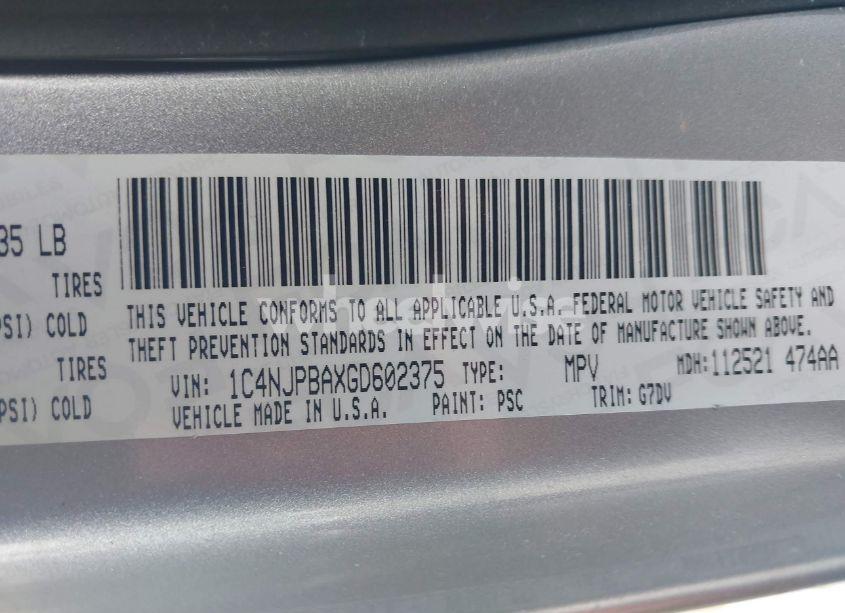 35 LB
TIRES
PSI) COLD
TIRES
PSI) COLD
THIS VEHICLE CONFORMS TO ALL APPLICABLE U.S.A. FEDERAL MOTOR VEHICLE SAFETY AND
THEFT PREVENTION STANDARDS IN EFFECT ON THE DATE OF MANUFACTURE SHOWN ABOVE.
VIN: 1C4NJPBAXGD602375 TYPE: MPV MDH:112521 474AA
VEHICLE MADE IN U.S.A. PAINT: PSC TRIM: G7DV